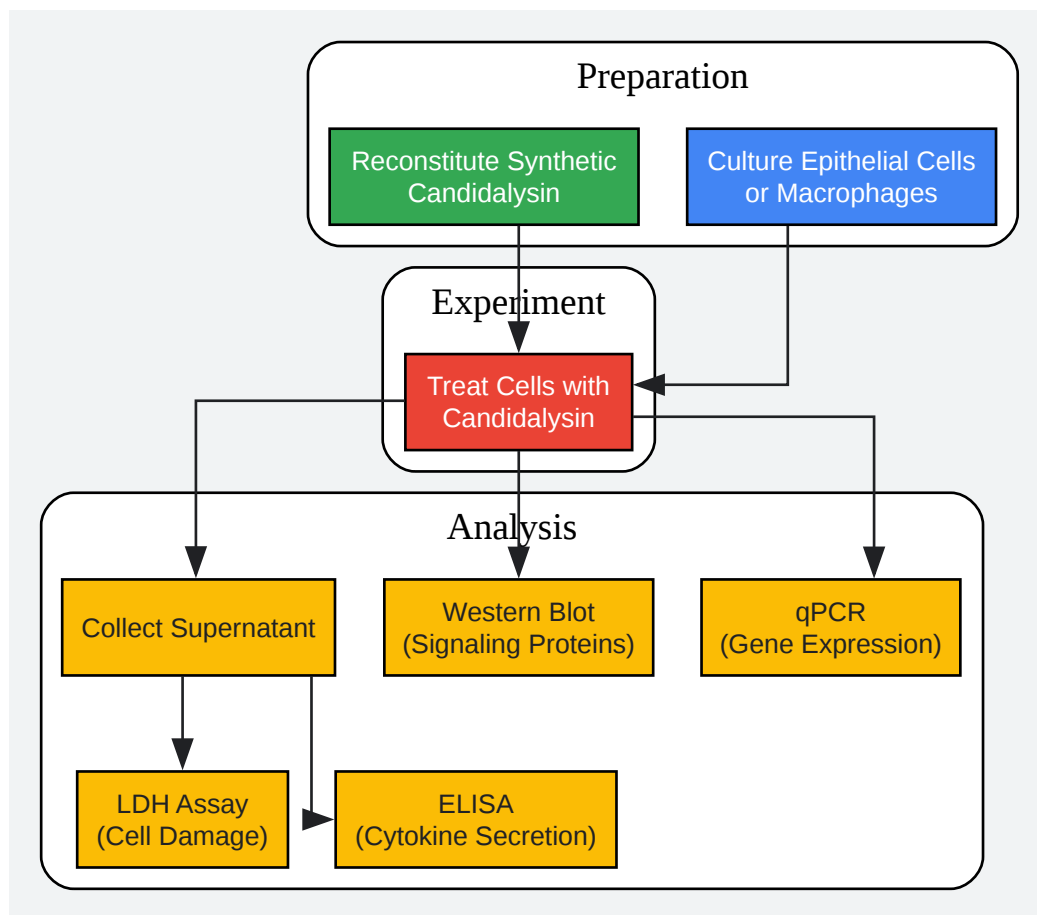 Preparation
Reconstitute Synthetic
Candidalysin
Culture Epithelial Cells
or Macrophages
Experiment
Treat Cells with
Candidalysin
Analysis
Collect Supernatant
Western Blot
(Signaling Proteins)
qPCR
(Gene Expression)
LDH Assay
(Cell Damage)
ELISA
(Cytokine Secretion)